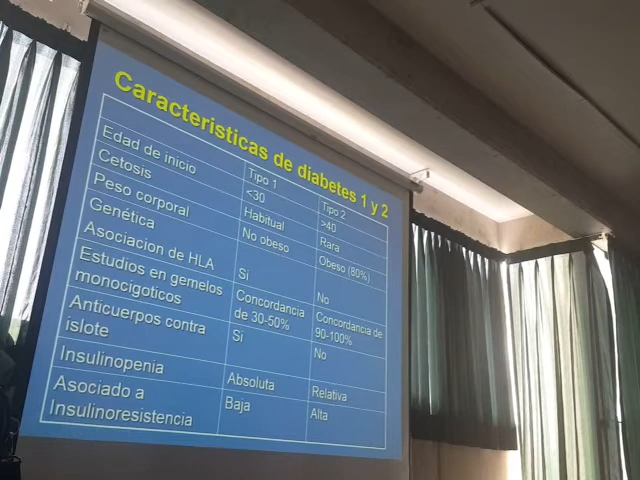 Caracteristicas de diabetes 1 y 2
Tipo 1 Tipo 2
Edad de inicio <30 >40
Cetosis Habitual Rara
Peso corporal No obeso Obeso (80%)
Genética
Asociacion de HLA Si No
Estudios en gemelos
monocigoticos
Concordancia
de 30-50%
Concordancia de
90-100%
Anticuerpos contra
islote
Si No
Insulinopenia Absoluta Relativa
Asociado a
Insulinoresistencia
Baja Alta